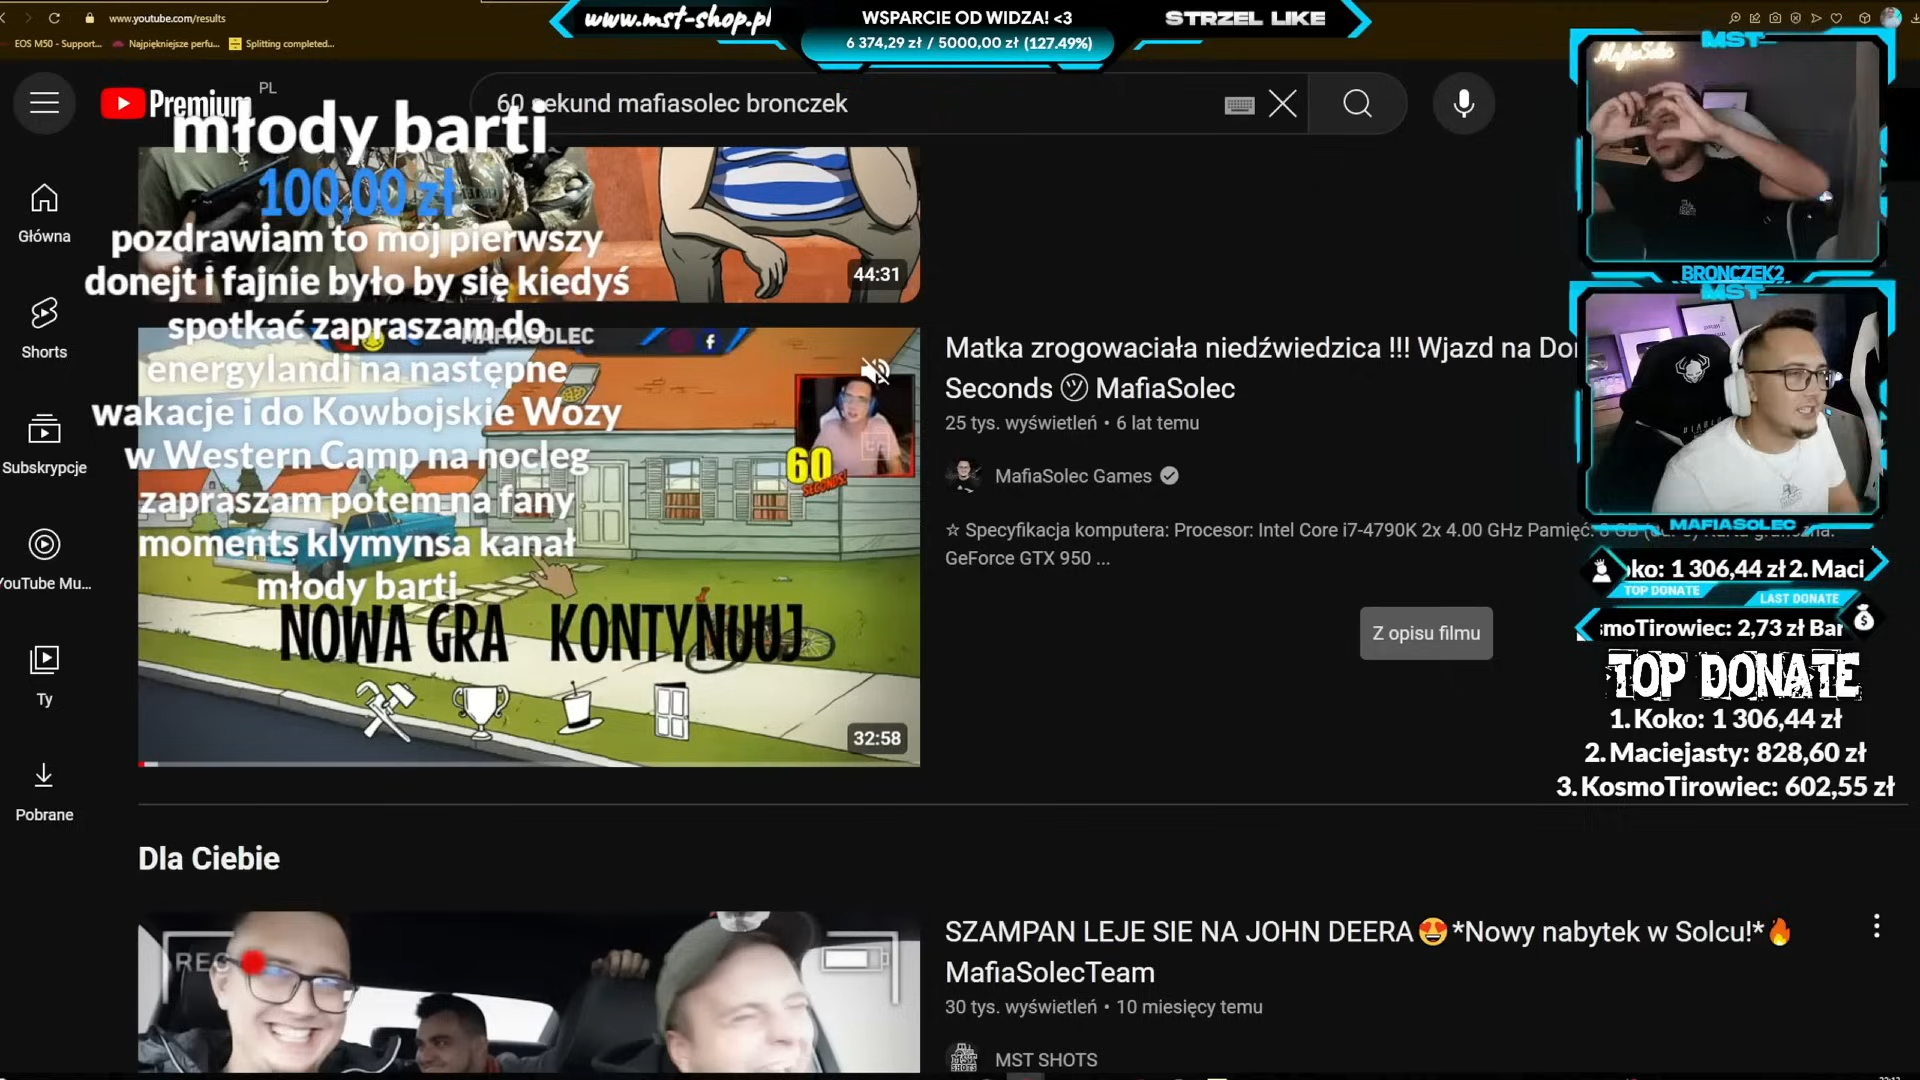 www.youtube.com/results
EOS M50 - Support...
Najpiękniejsze perfu...
Splitting completed...
www.mst-shop.pl
WSPARCIE OD WIDZA! <3
6 374,29 zł / 5000,00 zł (127.49%)
STRZEL LIKE
Premium
PL
60 sekund mafiasolec bronczek
młody barti
100,00 zł
pozdrawiam to mój pierwszy
donejt i fajnie było by się kiedyś
spotkać zapraszam do
energylandi na następne
wakacje i do Kowbojskie Wozy
w Western Camp na nocleg
zapraszam potem na fany
moments klymynsa kanał
młody barti
Główna
Shorts
Subskrypcje
YouTube Mu...
Ty
Pobrane
44:31
MAFIASOLEC
60
SECONDS!
NOWA GRA
KONTYNUUJ
32:58
Matka zrogowaciała niedźwiedzica !!! Wjazd na
Seconds ツ MafiaSolec
25 tys. wyświetleń • 6 lat temu
MafiaSolec Games
☆ Specyfikacja komputera: Procesor: Intel Core i7-4790K 2x 4.00 GHz Pamięć: 8 GB
GeForce GTX 950 ...
Z opisu filmu
MST
MafiaSolec
BRONCZEK2
MST
MAFIASOLEC
oko: 1 306,44 zł 2. Maci
TOP DONATE
LAST DONATE
smoTirowiec: 2,73 zł Bar
TOP DONATE
1. Koko: 1 306,44 zł
2. Maciejasty: 828,60 zł
3. KosmoTirowiec: 602,55 zł
Dla Ciebie
REC
SZAMPAN LEJE SIE NA JOHN DEERA😍*Nowy nabytek w Solcu!*🔥
MafiaSolecTeam
30 tys. wyświetleń • 10 miesięcy temu
MST SHOTS